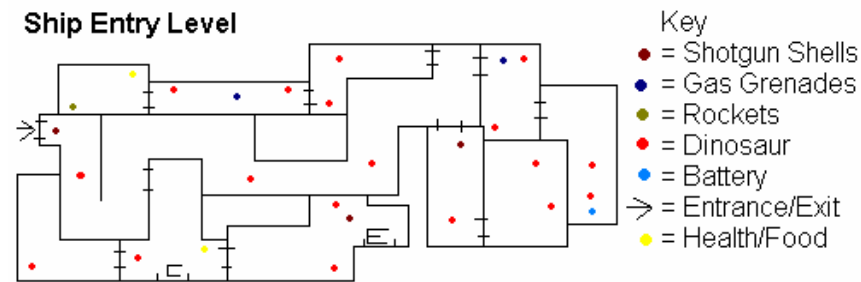 Ship Entry Level
Key
= Shotgun Shells
= Gas Grenades
= Rockets
= Dinosaur
= Battery
= Entrance/Exit
= Health/Food
C
E